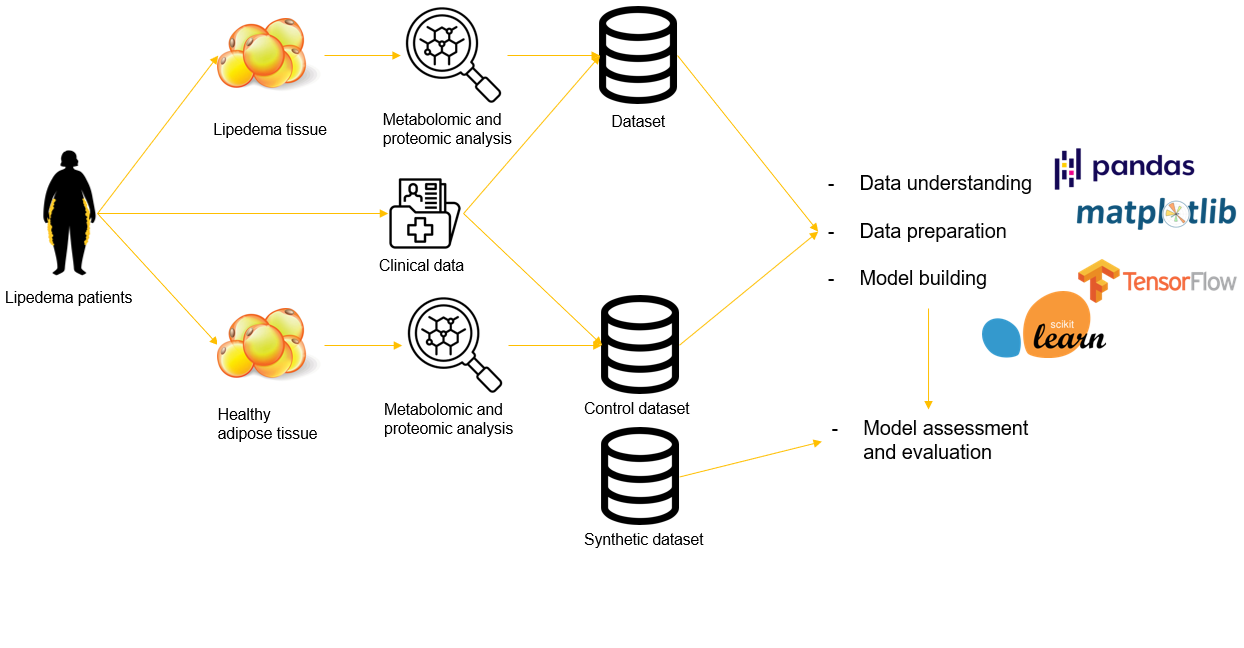 Lipedema tissue
Metabolomic and
proteomic analysis
Dataset
Lipedema patients
Clinical data
Healthy
adipose tissue
Metabolomic and
proteomic analysis
Control dataset
Synthetic dataset
- Data understanding
- Data preparation
- Model building
- Model assessment
and evaluation
pandas
matplotlib
TensorFlow
scikit
learn